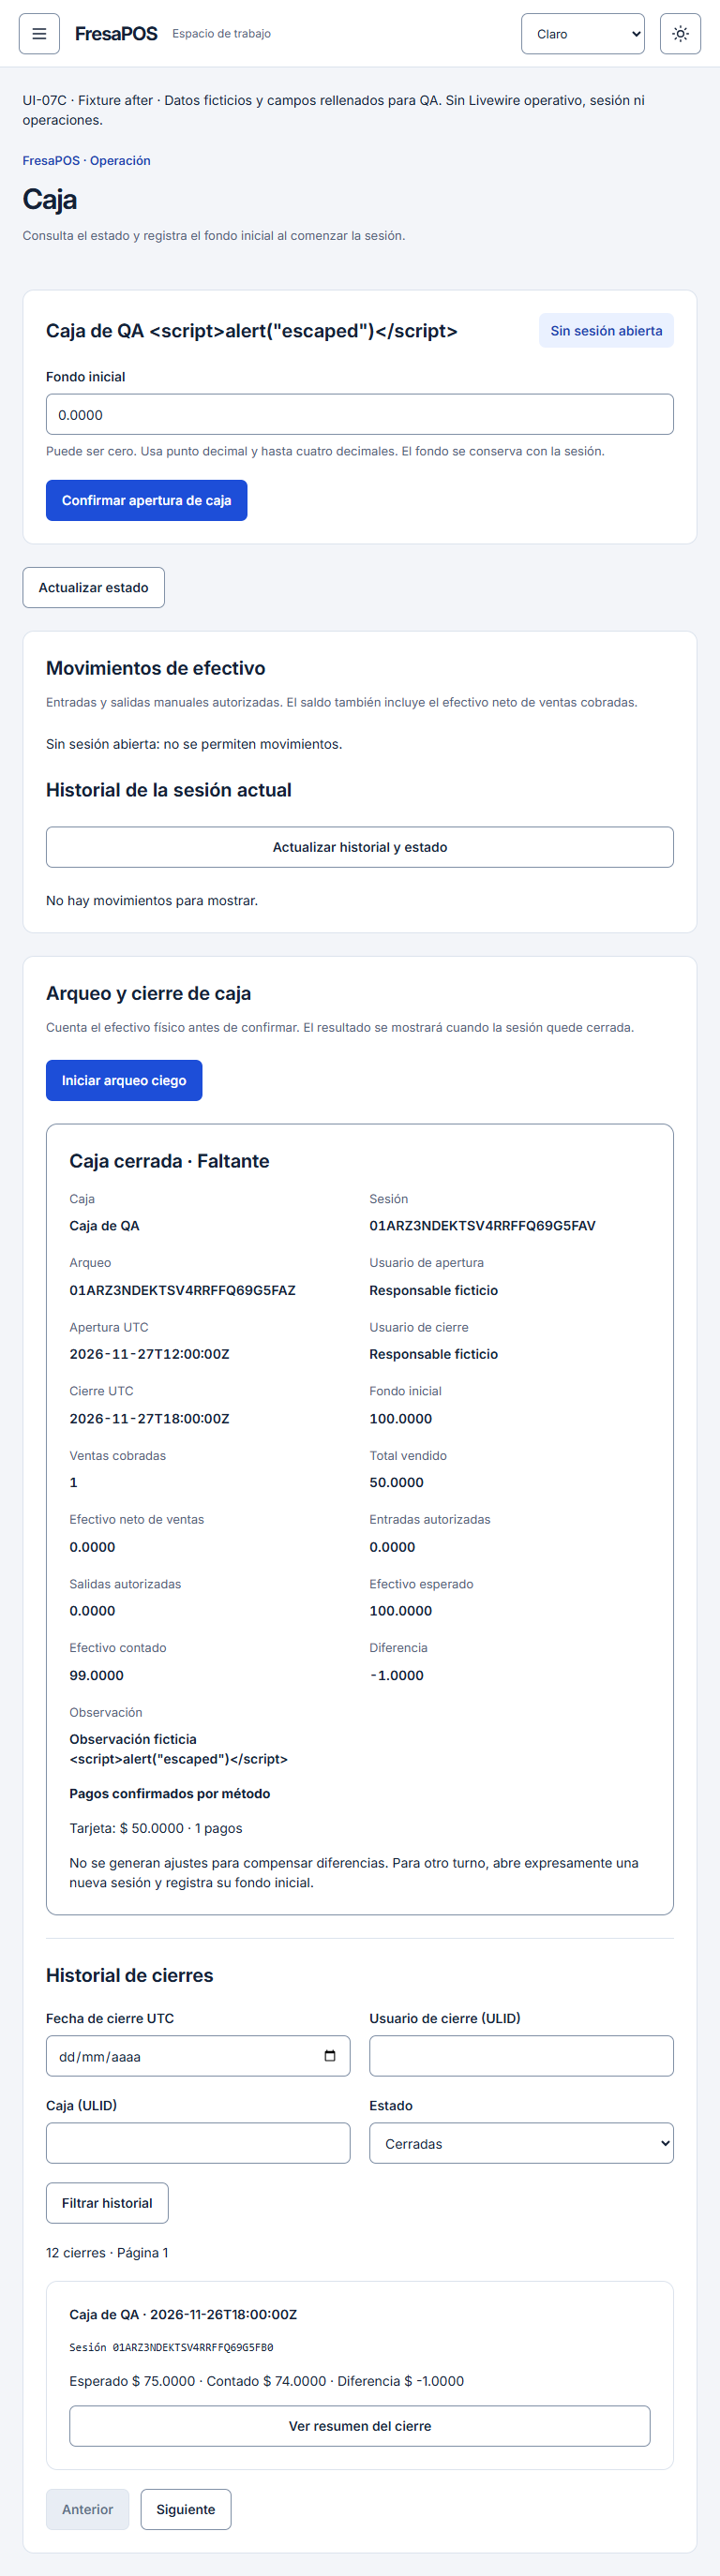 FresaPOS Espacio de trabajo Claro
UI-07C · Fixture after · Datos ficticios y campos rellenados para QA. Sin Livewire operativo, sesión ni
operaciones.
FresaPOS · Operación
Caja
Consulta el estado y registra el fondo inicial al comenzar la sesión.
Caja de QA <script>alert("escaped")</script> Sin sesión abierta
Fondo inicial
0.0000
Puede ser cero. Usa punto decimal y hasta cuatro decimales. El fondo se conserva con la sesión.
Confirmar apertura de caja
Actualizar estado
Movimientos de efectivo
Entradas y salidas manuales autorizadas. El saldo también incluye el efectivo neto de ventas cobradas.
Sin sesión abierta: no se permiten movimientos.
Historial de la sesión actual
Actualizar historial y estado
No hay movimientos para mostrar.
Arqueo y cierre de caja
Cuenta el efectivo físico antes de confirmar. El resultado se mostrará cuando la sesión quede cerrada.
Iniciar arqueo ciego
Caja cerrada · Faltante
Caja Sesión
Caja de QA 01ARZ3NDEKTSV4RRFFQ69G5FAV
Arqueo Usuario de apertura
01ARZ3NDEKTSV4RRFFQ69G5FAZ Responsable ficticio
Apertura UTC Usuario de cierre
2026-11-27T12:00:00Z Responsable ficticio
Cierre UTC Fondo inicial
2026-11-27T18:00:00Z 100.0000
Ventas cobradas Total vendido
1 50.0000
Efectivo neto de ventas Entradas autorizadas
0.0000 0.0000
Salidas autorizadas Efectivo esperado
0.0000 100.0000
Efectivo contado Diferencia
99.0000 -1.0000
Observación
Observación ficticia
<script>alert("escaped")</script>
Pagos confirmados por método
Tarjeta: $ 50.0000 · 1 pagos
No se generan ajustes para compensar diferencias. Para otro turno, abre expresamente una
nueva sesión y registra su fondo inicial.
Historial de cierres
Fecha de cierre UTC Usuario de cierre (ULID)
dd/mm/aaaa
Caja (ULID) Estado
Cerradas
Filtrar historial
12 cierres · Página 1
Caja de QA · 2026-11-26T18:00:00Z
Sesión 01ARZ3NDEKTSV4RRFFQ69G5FB0
Esperado $ 75.0000 · Contado $ 74.0000 · Diferencia $ -1.0000
Ver resumen del cierre
Anterior Siguiente